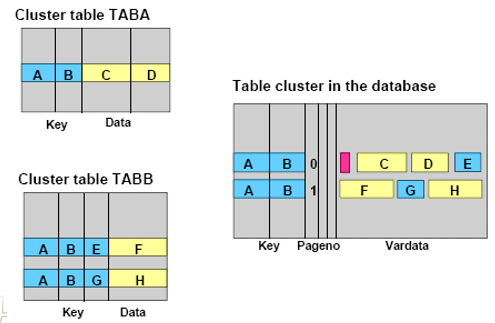 Cluster table TABA
A B C D
Key Data
Cluster table TABB
A B E F
A B G H
Key Data
Table cluster in the database
A B 0 C D E
A B 1 F G H
Key Pageno Vardata